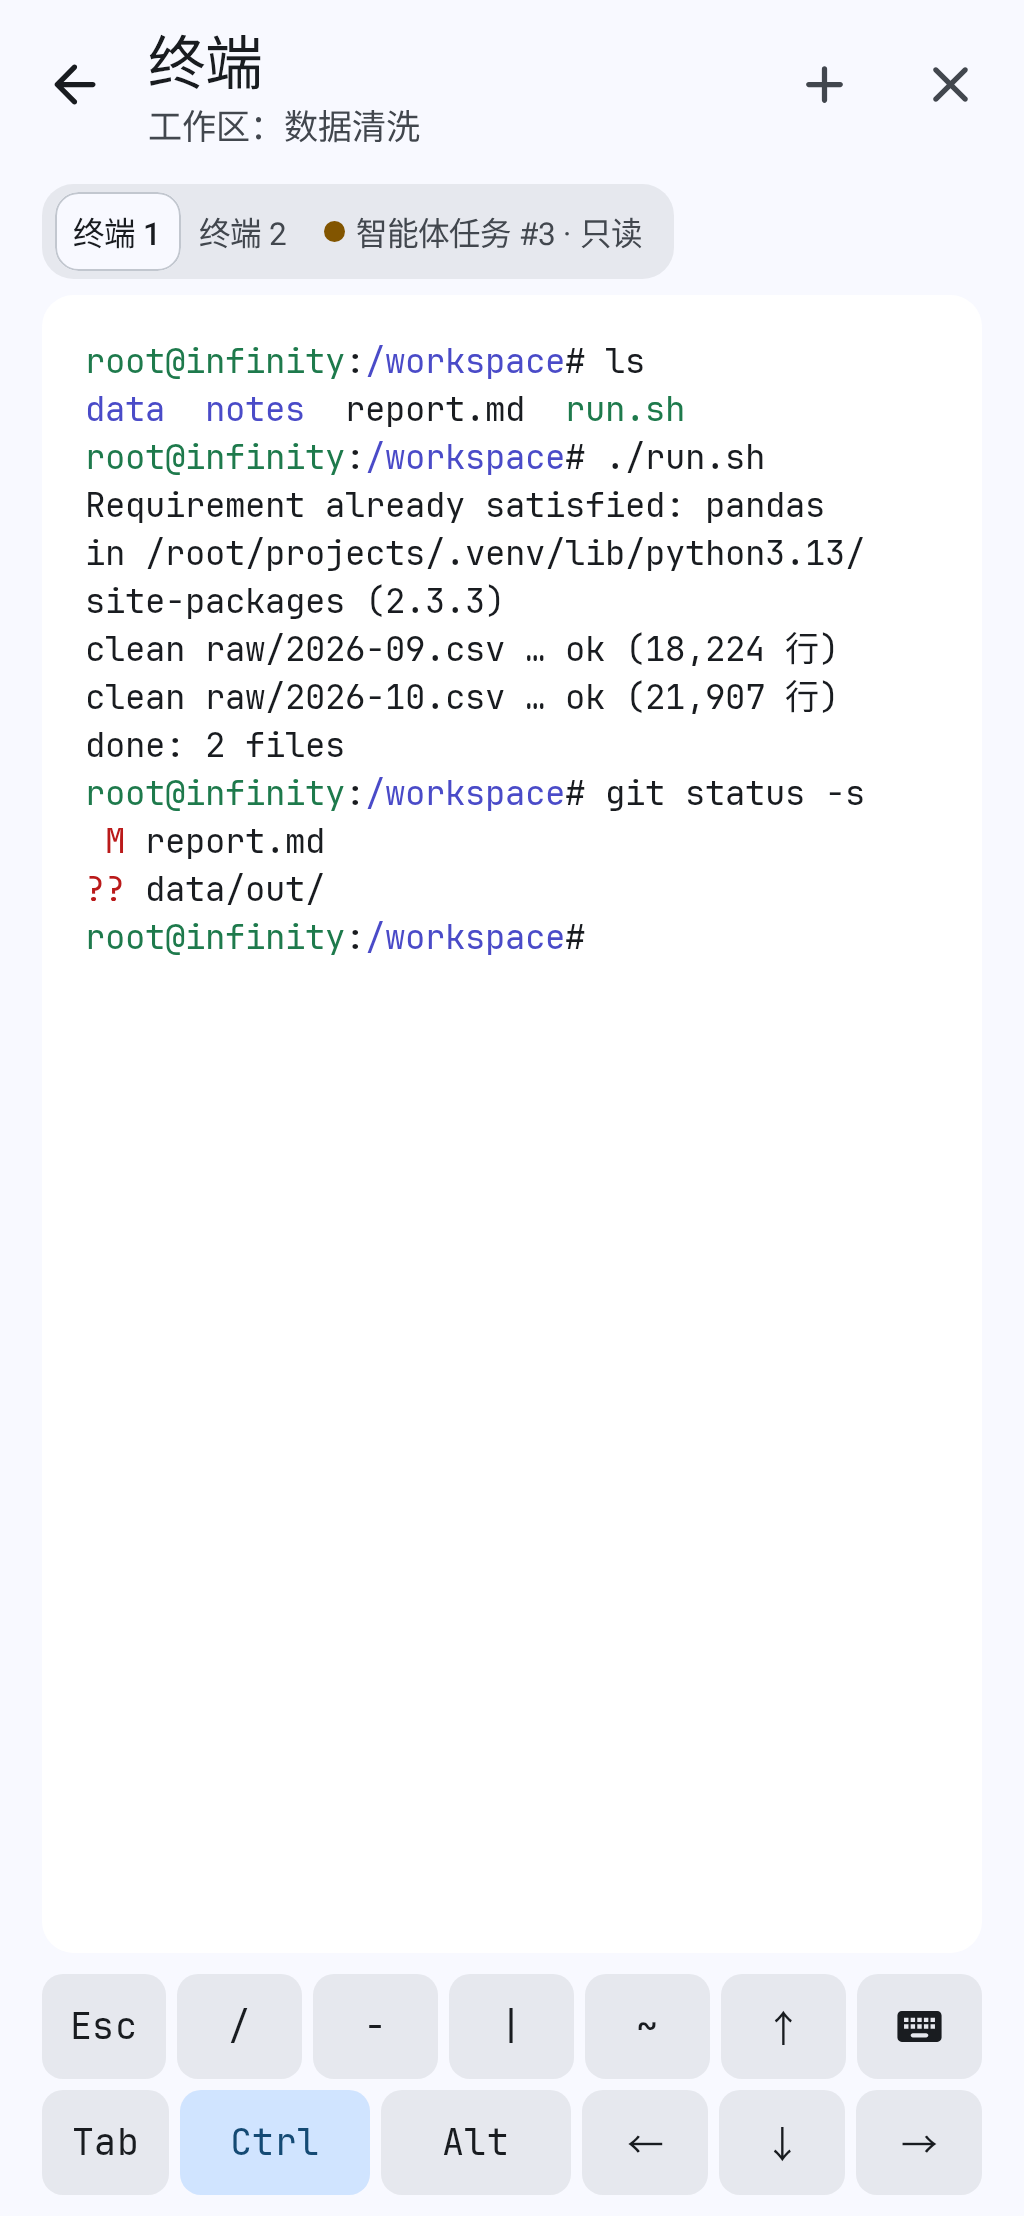 终端
工作区：数据清洗
终端 1 终端 2 智能体任务 #3 · 只读
root@infinity:/workspace# ls
data  notes  report.md  run.sh
root@infinity:/workspace# ./run.sh
Requirement already satisfied: pandas
in /root/projects/.venv/lib/python3.13/
site-packages (2.3.3)
clean raw/2026-09.csv … ok (18,224 行)
clean raw/2026-10.csv … ok (21,907 行)
done: 2 files
root@infinity:/workspace# git status -s
 M report.md
?? data/out/
root@infinity:/workspace#
Esc / - | ~ ↑
Tab Ctrl Alt ← ↓ →